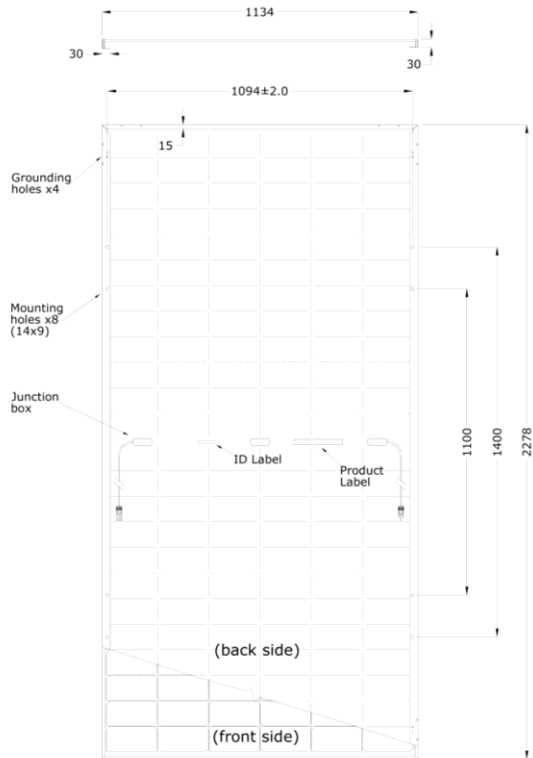 1134
30
30
1094±2.0
15
Grounding
holes x4
Mounting
holes x8
(14x9)
Junction
box
ID Label
Product
Label
1100
1400
2278
(back side)
(front side)